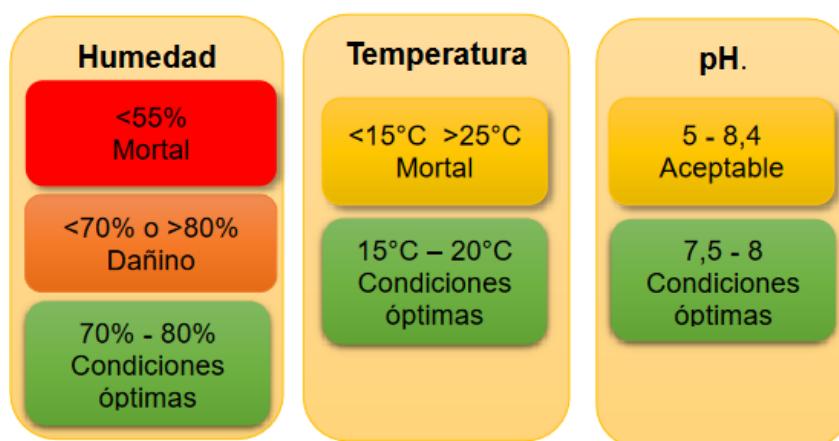 Humedad
<55%
Mortal
<70% o >80%
Dañino
70% - 80%
Condiciones
óptimas
Temperatura
<15°C >25°C
Mortal
15°C – 20°C
Condiciones
óptimas
pH.
5 - 8,4
Aceptable
7,5 - 8
Condiciones
óptimas